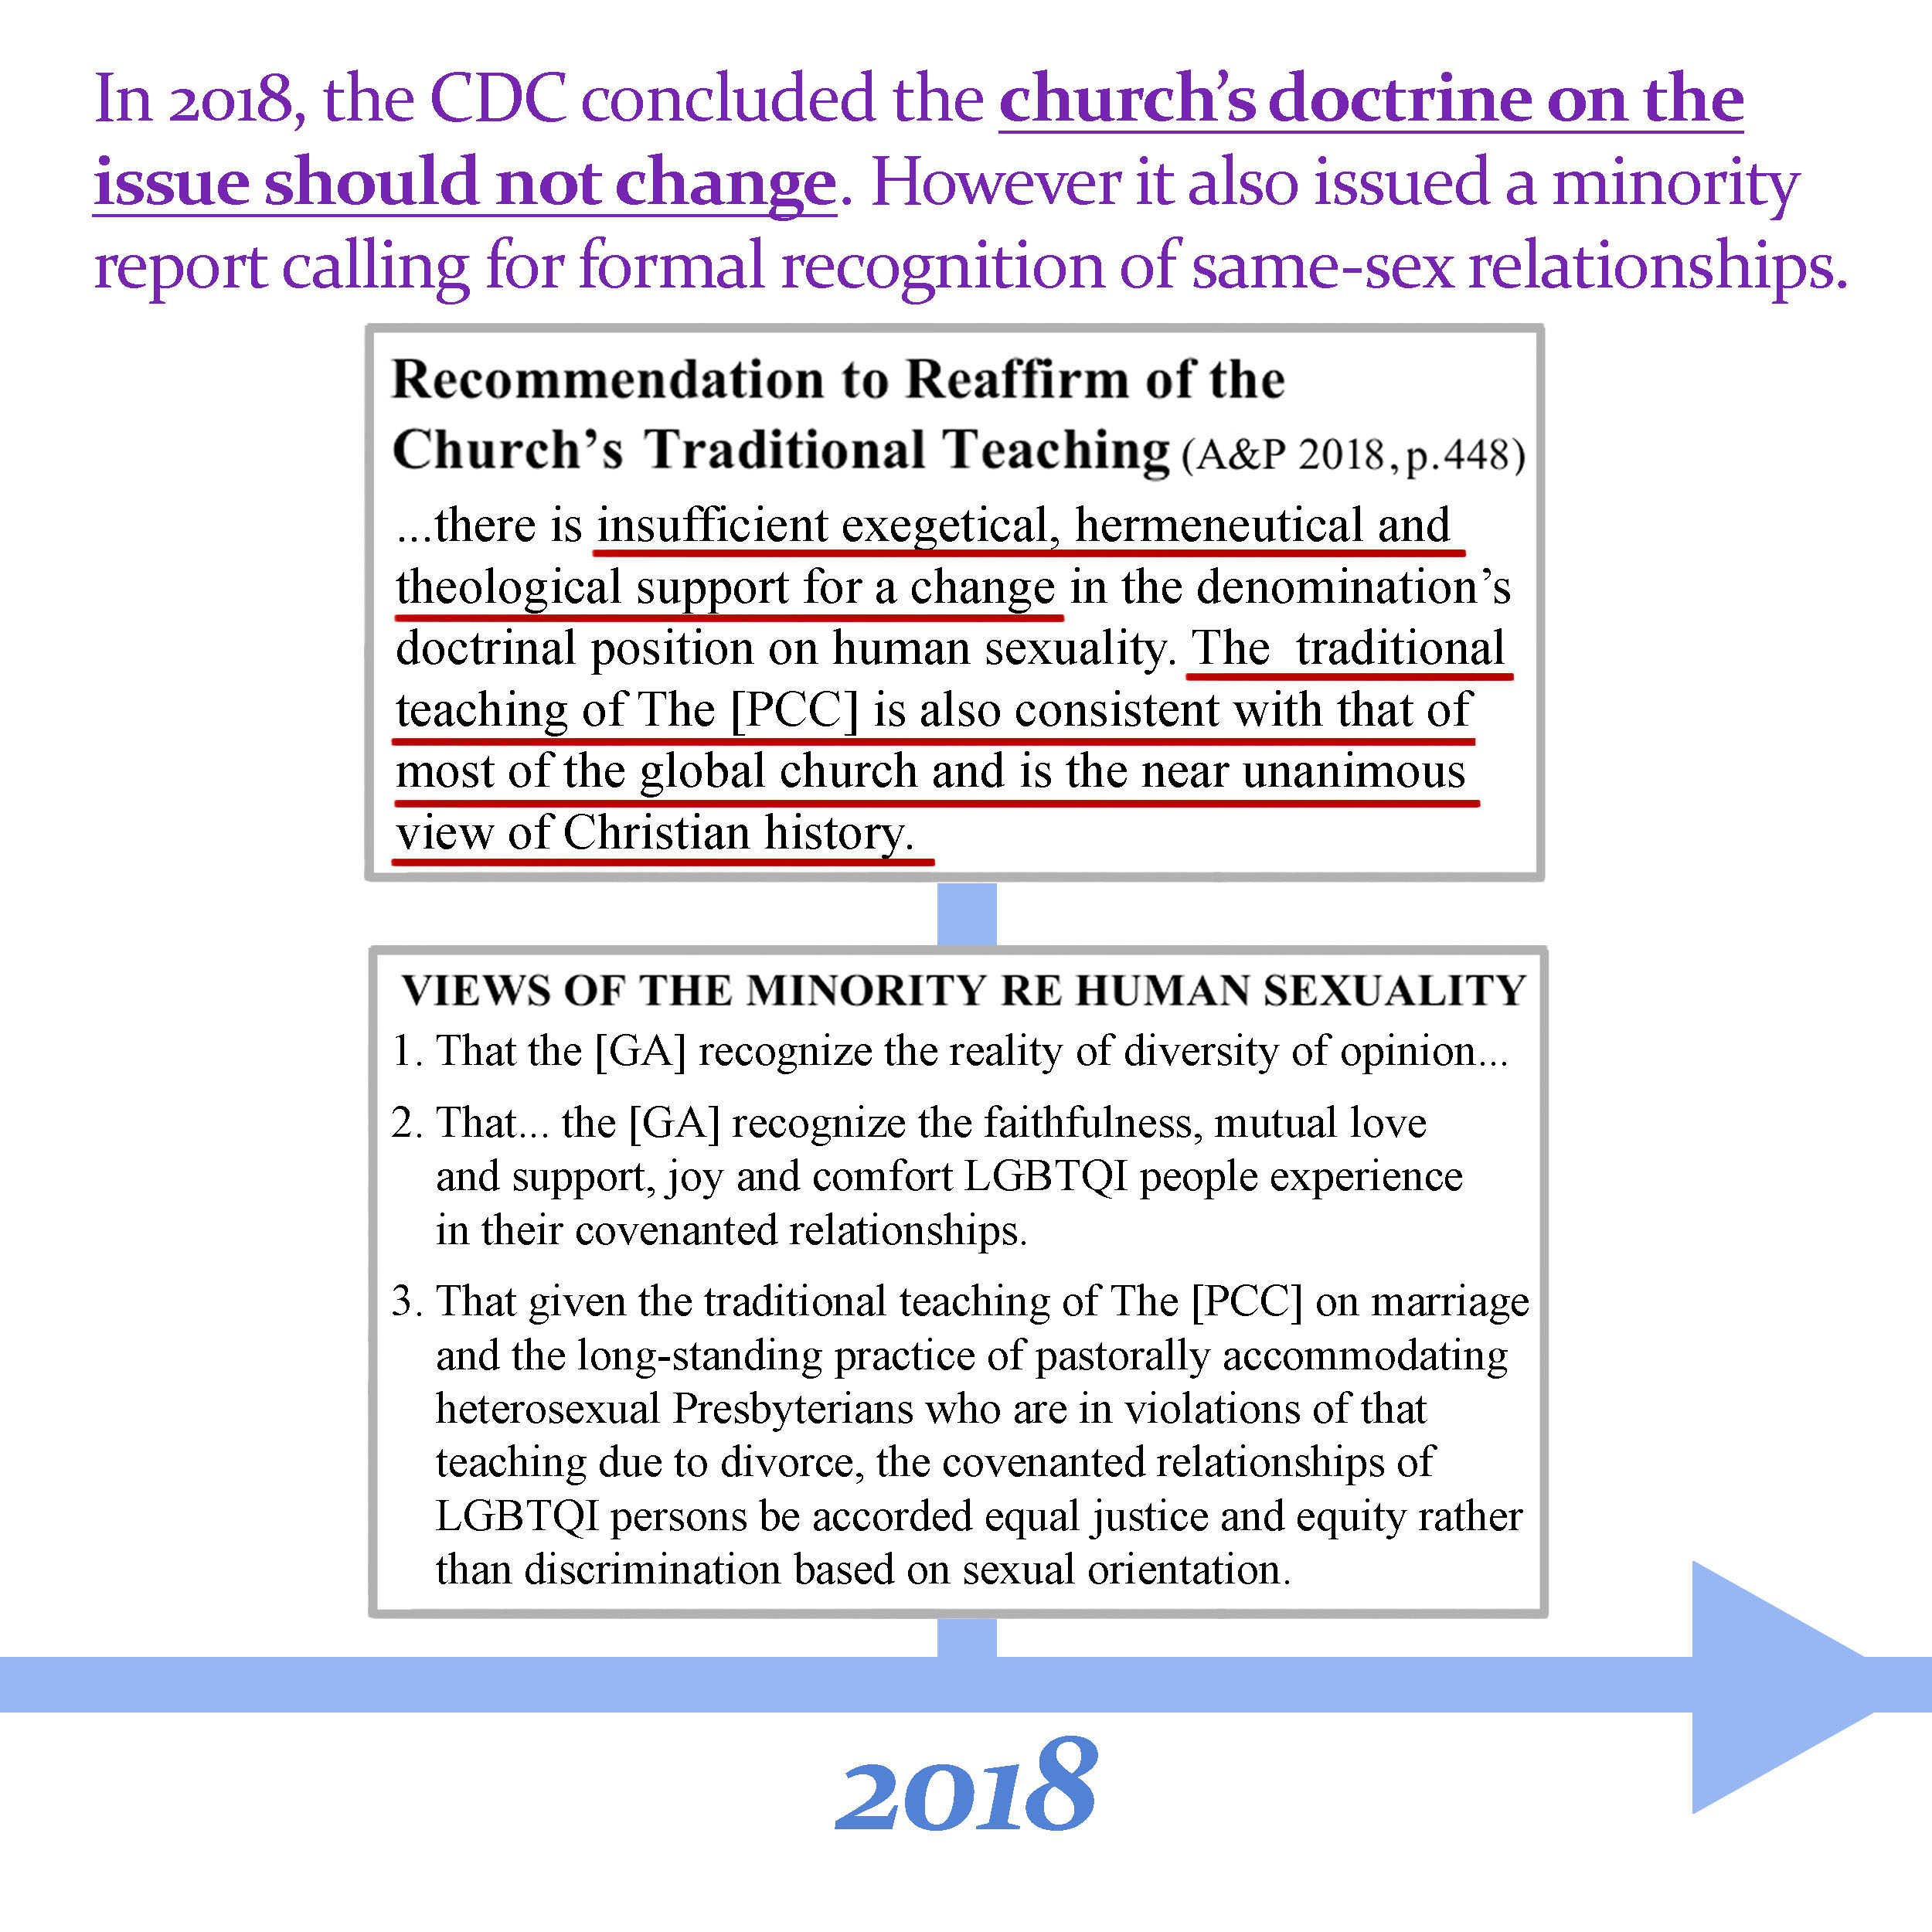 In 2018, the CDC concluded the church’s doctrine on the
issue should not change. However it also issued a minority
report calling for formal recognition of same-sex relationships.
Recommendation to Reaffirm of the
Church’s Traditional Teaching (A&P 2018, p.448)
...there is insufficient exegetical, hermeneutical and
theological support for a change in the denomination’s
doctrinal position on human sexuality. The traditional
teaching of The [PCC] is also consistent with that of
most of the global church and is the near unanimous
view of Christian history.
VIEWS OF THE MINORITY RE HUMAN SEXUALITY
1. That the [GA] recognize the reality of diversity of opinion...
2. That... the [GA] recognize the faithfulness, mutual love
and support, joy and comfort LGBTQI people experience
in their covenanted relationships.
3. That given the traditional teaching of The [PCC] on marriage
and the long-standing practice of pastorally accommodating
heterosexual Presbyterians who are in violations of that
teaching due to divorce, the covenanted relationships of
LGBTQI persons be accorded equal justice and equity rather
than discrimination based on sexual orientation.
2018